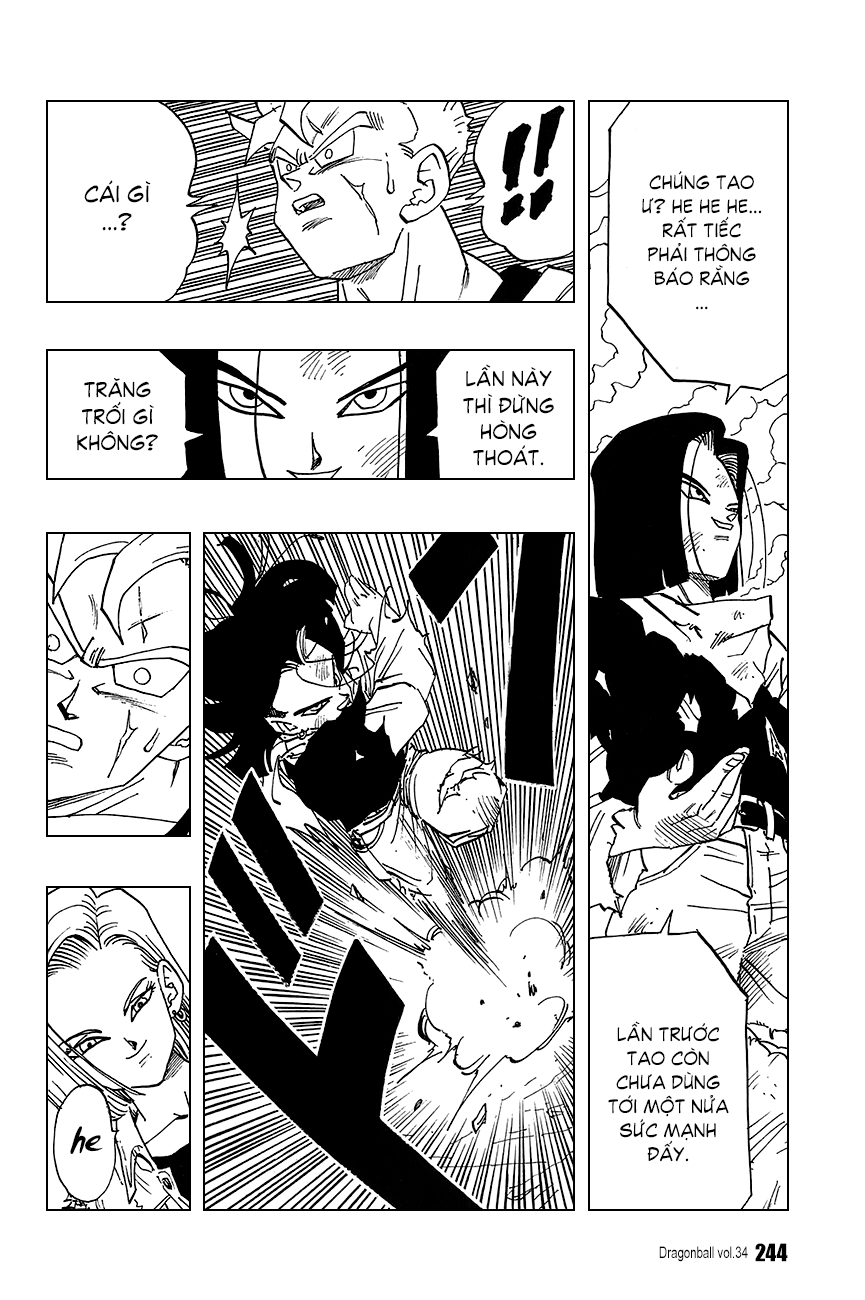 CHÚNG TAO
Ư? HE HE HE...
RẤT TIẾC
PHẢI THÔNG
BÁO RẰNG
...
LẦN TRƯỚC
TAO CÒN
CHƯA DÙNG
TỚI MỘT NỬA
SỨC MẠNH
ĐẤY.
!!
CÁI GÌ
...?
LẦN NÀY
THÌ ĐỪNG
HÒNG
THOÁT.
TRĂNG
TRỐI GÌ
KHÔNG?
he
Dragonball vol.34 244